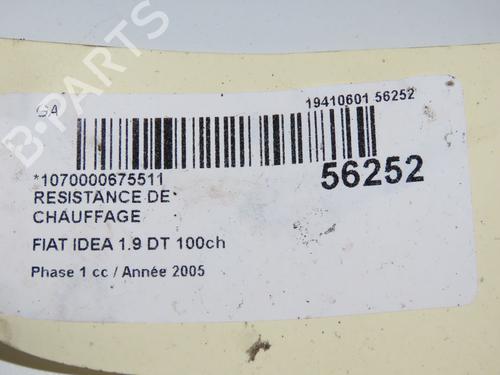 GA
19410601 56252
*1070000675511
56252
RESISTANCE DE
CHAUFFAGE
FIAT IDEA 1.9 DT 100ch
Phase 1 cc / Année 2005
B-PARTS